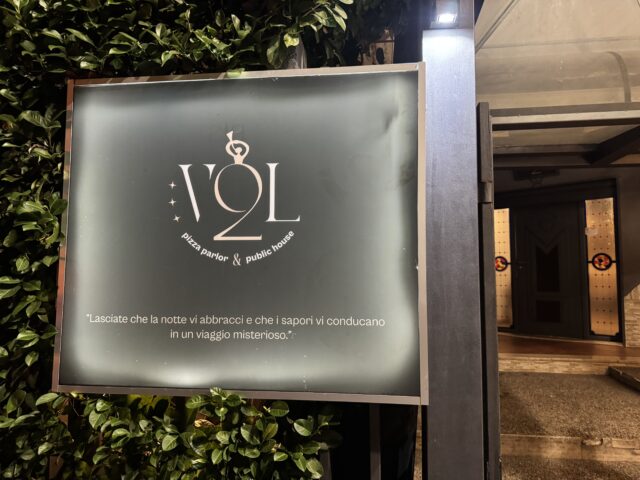 V2L
pizza parlor & public house
"Lasciate che la notte vi abbracci e che i sapori vi conducano
in un viaggio misterioso."